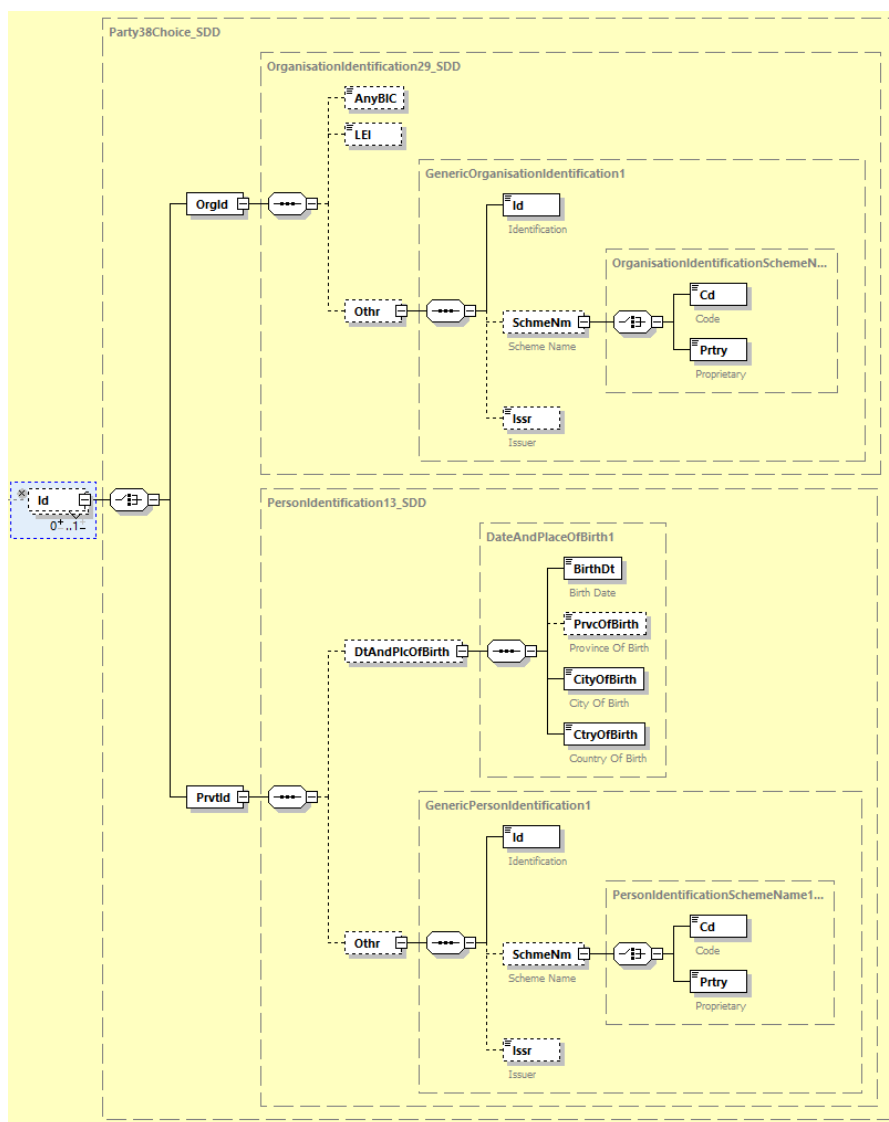 Party38Choice_SDD
OrganisationIdentification29_SDD
AnyBIC
LEI
GenericOrganisationIdentification1
OrgId
Id
Identification
OrganisationIdentificationSchemeN...
Cd
Code
Othr
SchmeNm
Scheme Name
Prtry
Proprietary
Issr
Issuer
Id
0..1
PersonIdentification13_SDD
DateAndPlaceOfBirth1
BirthDt
Birth Date
PrvcOfBirth
Province Of Birth
DtAndPlcOfBirth
CityOfBirth
City Of Birth
CtryOfBirth
Country Of Birth
PrvtId
GenericPersonIdentification1
Id
Identification
PersonIdentificationSchemeName1...
Cd
Code
Othr
SchmeNm
Scheme Name
Prtry
Proprietary
Issr
Issuer